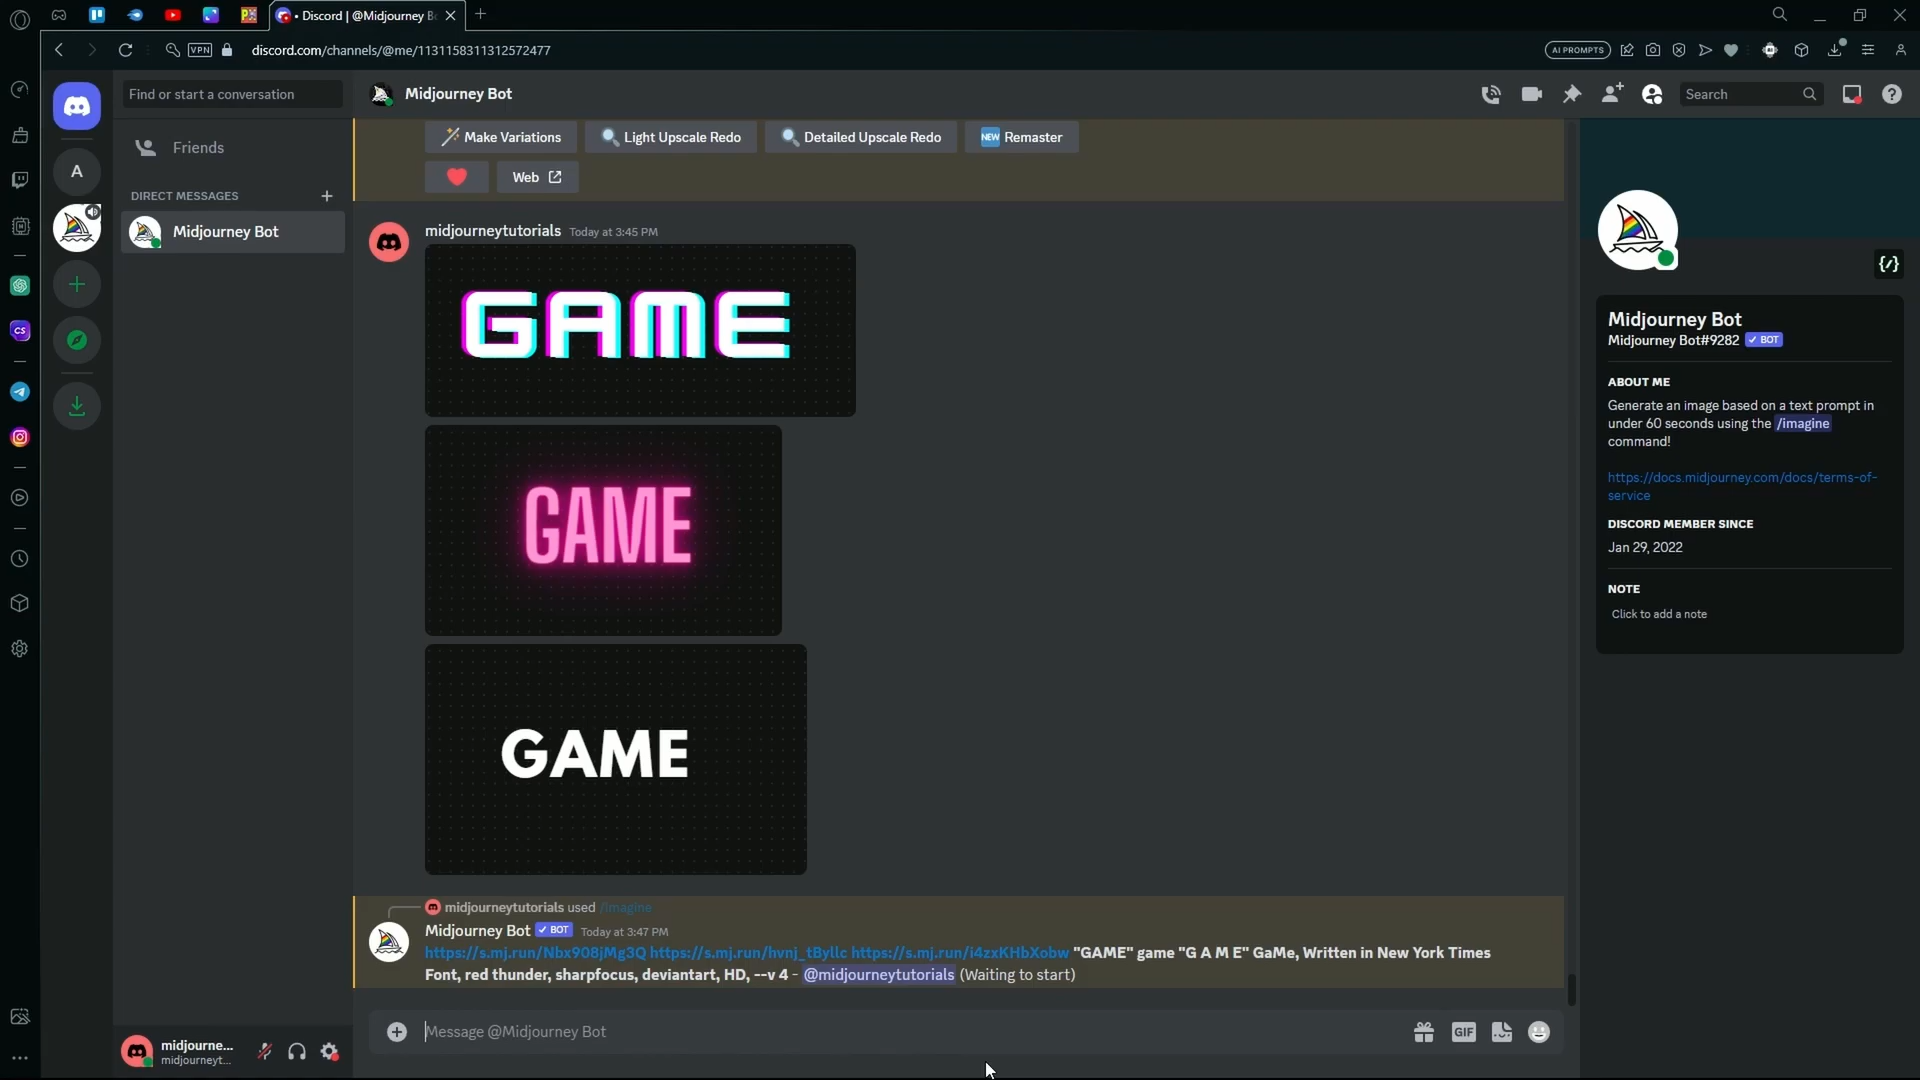 Discord | @Midjourney B
VPN
discord.com/channels/@me/1131158311312572477
AI PROMPTS
Find or start a conversation
Midjourney Bot
Search
Make Variations
Light Upscale Redo
Detailed Upscale Redo
NEW Remaster
Web
Friends
A
DIRECT MESSAGES
Midjourney Bot
CS
midjourneytutorials Today at 3:45 PM
GAME
GAME
GAME
midjourneytutorials used /imagine
Midjourney Bot BOT Today at 3:47 PM
https://s.mj.run/Nbx908jMg3Q https://s.mj.run/hvnj_tByllc https://s.mj.run/i4zxKHbXobw "GAME" game "G A M E" GaMe, Written in New York Times
Font, red thunder, sharpfocus, deviantart, HD, --v 4 - @midjourneytutorials (Waiting to start)
Message @Midjourney Bot
GIF
midjourne...
midjourneyt...
{/}
Midjourney Bot
Midjourney Bot#9282 BOT
ABOUT ME
Generate an image based on a text prompt in
under 60 seconds using the /imagine
command!
https://docs.midjourney.com/docs/terms-of-
service
DISCORD MEMBER SINCE
Jan 29, 2022
NOTE
Click to add a note